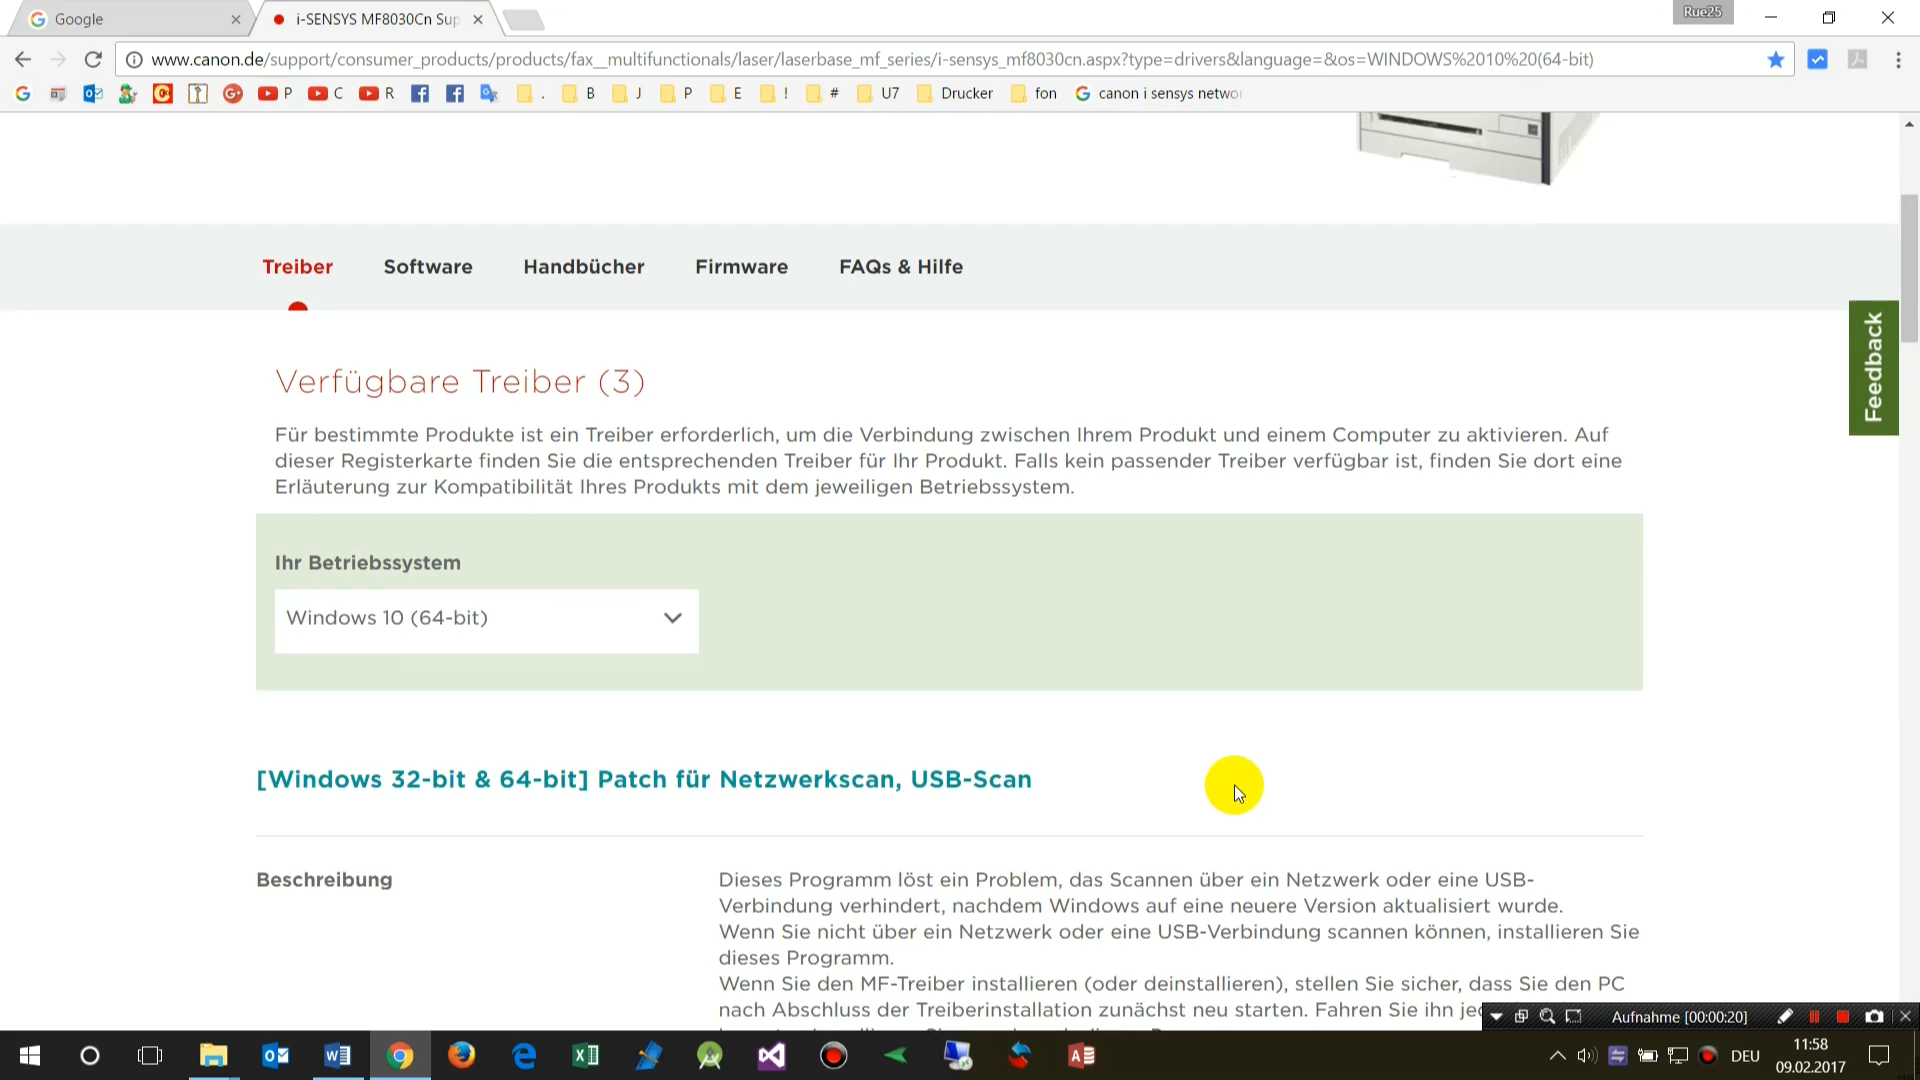 Google
i-SENSYS MF8030Cn Sup
Rue25
www.canon.de/support/consumer_products/products/fax__multifunctionals/laser/laserbase_mf_series/i-sensys_mf8030cn.aspx?type=drivers&language=&os=WINDOWS%2010%20(64-bit)
P C R . B J P E ! # U7 Drucker fon canon i sensys networ
Treiber Software Handbücher Firmware FAQs & Hilfe
Feedback
Verfügbare Treiber (3)
Für bestimmte Produkte ist ein Treiber erforderlich, um die Verbindung zwischen Ihrem Produkt und einem Computer zu aktivieren. Auf
dieser Registerkarte finden Sie die entsprechenden Treiber für Ihr Produkt. Falls kein passender Treiber verfügbar ist, finden Sie dort eine
Erläuterung zur Kompatibilität Ihres Produkts mit dem jeweiligen Betriebssystem.
Ihr Betriebssystem
Windows 10 (64-bit)
[Windows 32-bit & 64-bit] Patch für Netzwerkscan, USB-Scan
Beschreibung
Dieses Programm löst ein Problem, das Scannen über ein Netzwerk oder eine USB-
Verbindung verhindert, nachdem Windows auf eine neuere Version aktualisiert wurde.
Wenn Sie nicht über ein Netzwerk oder eine USB-Verbindung scannen können, installieren Sie
dieses Programm.
Wenn Sie den MF-Treiber installieren (oder deinstallieren), stellen Sie sicher, dass Sie den PC
nach Abschluss der Treiberinstallation zunächst neu starten. Fahren Sie ihn je
Aufnahme [00:00:20]
DEU
11:58
09.02.2017